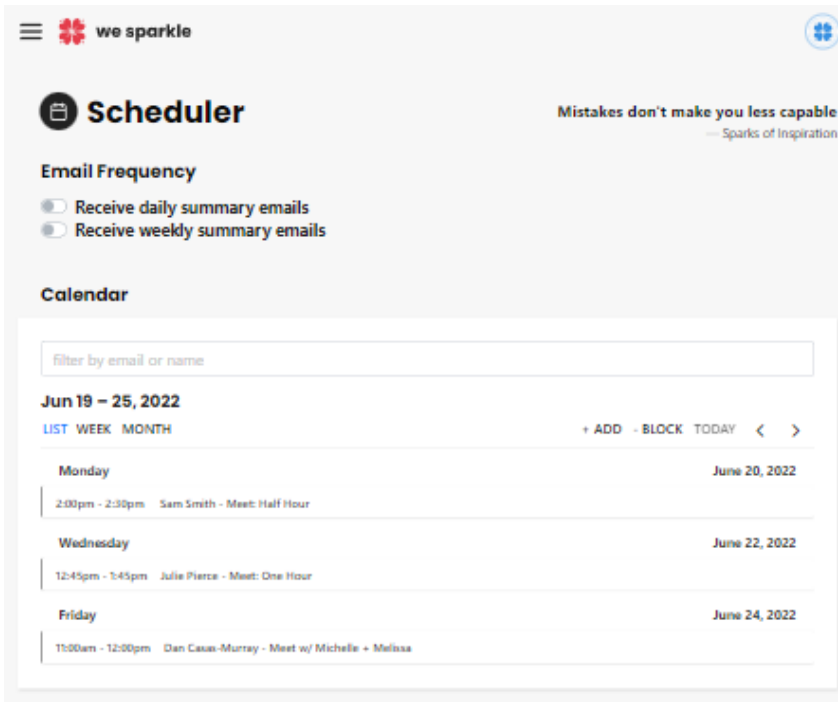 we sparkle
Scheduler
Mistakes don't make you less capable
— Sparks of Inspiration
Email Frequency
Receive daily summary emails
Receive weekly summary emails
Calendar
filter by email or name
Jun 19 – 25, 2022
LIST WEEK MONTH + ADD - BLOCK TODAY < >
Monday June 20, 2022
2:00pm - 2:30pm Sam Smith - Meet: Half Hour
Wednesday June 22, 2022
12:45pm - 1:45pm Julie Pierce - Meet: One Hour
Friday June 24, 2022
11:00am - 12:00pm Dan Casas-Murray - Meet w/ Michelle + Melissa